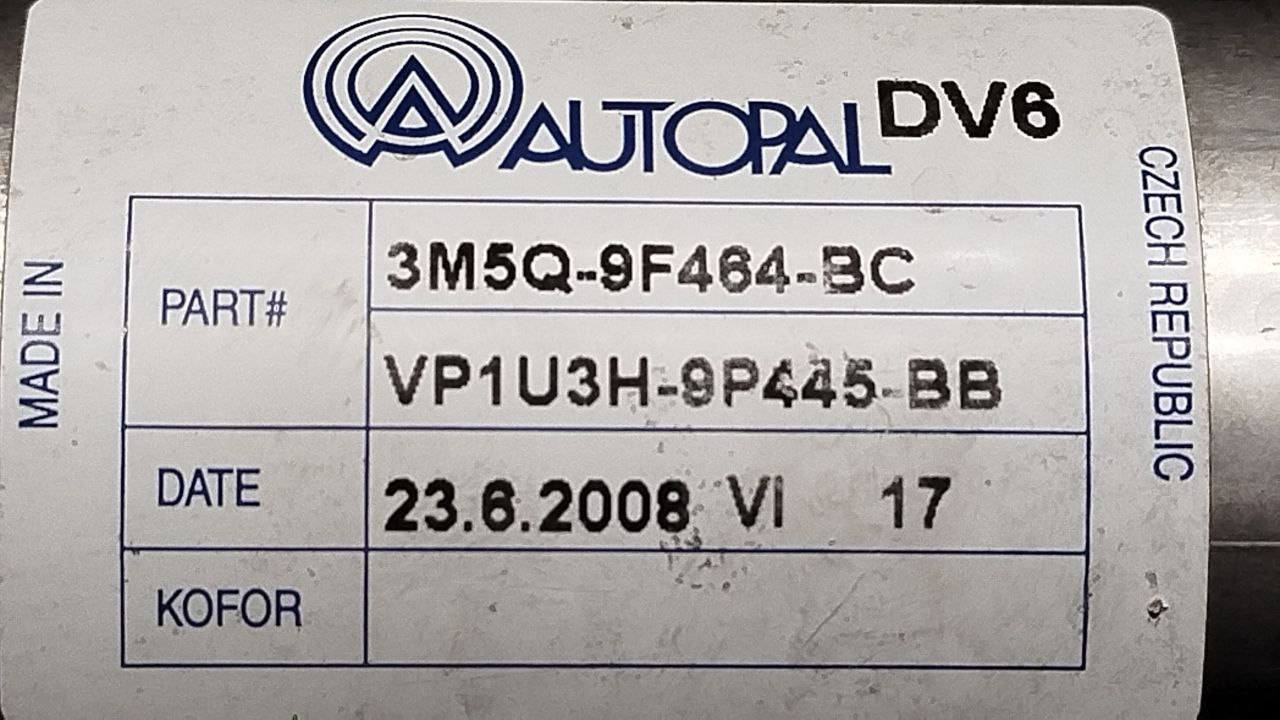 AUTOPAL DV6
MADE IN
CZECH REPUBLIC
PART#
3M5Q-9F464-BC
VP1U3H-9P445-BB
DATE
23.6.2008 VI 17
KOFOR